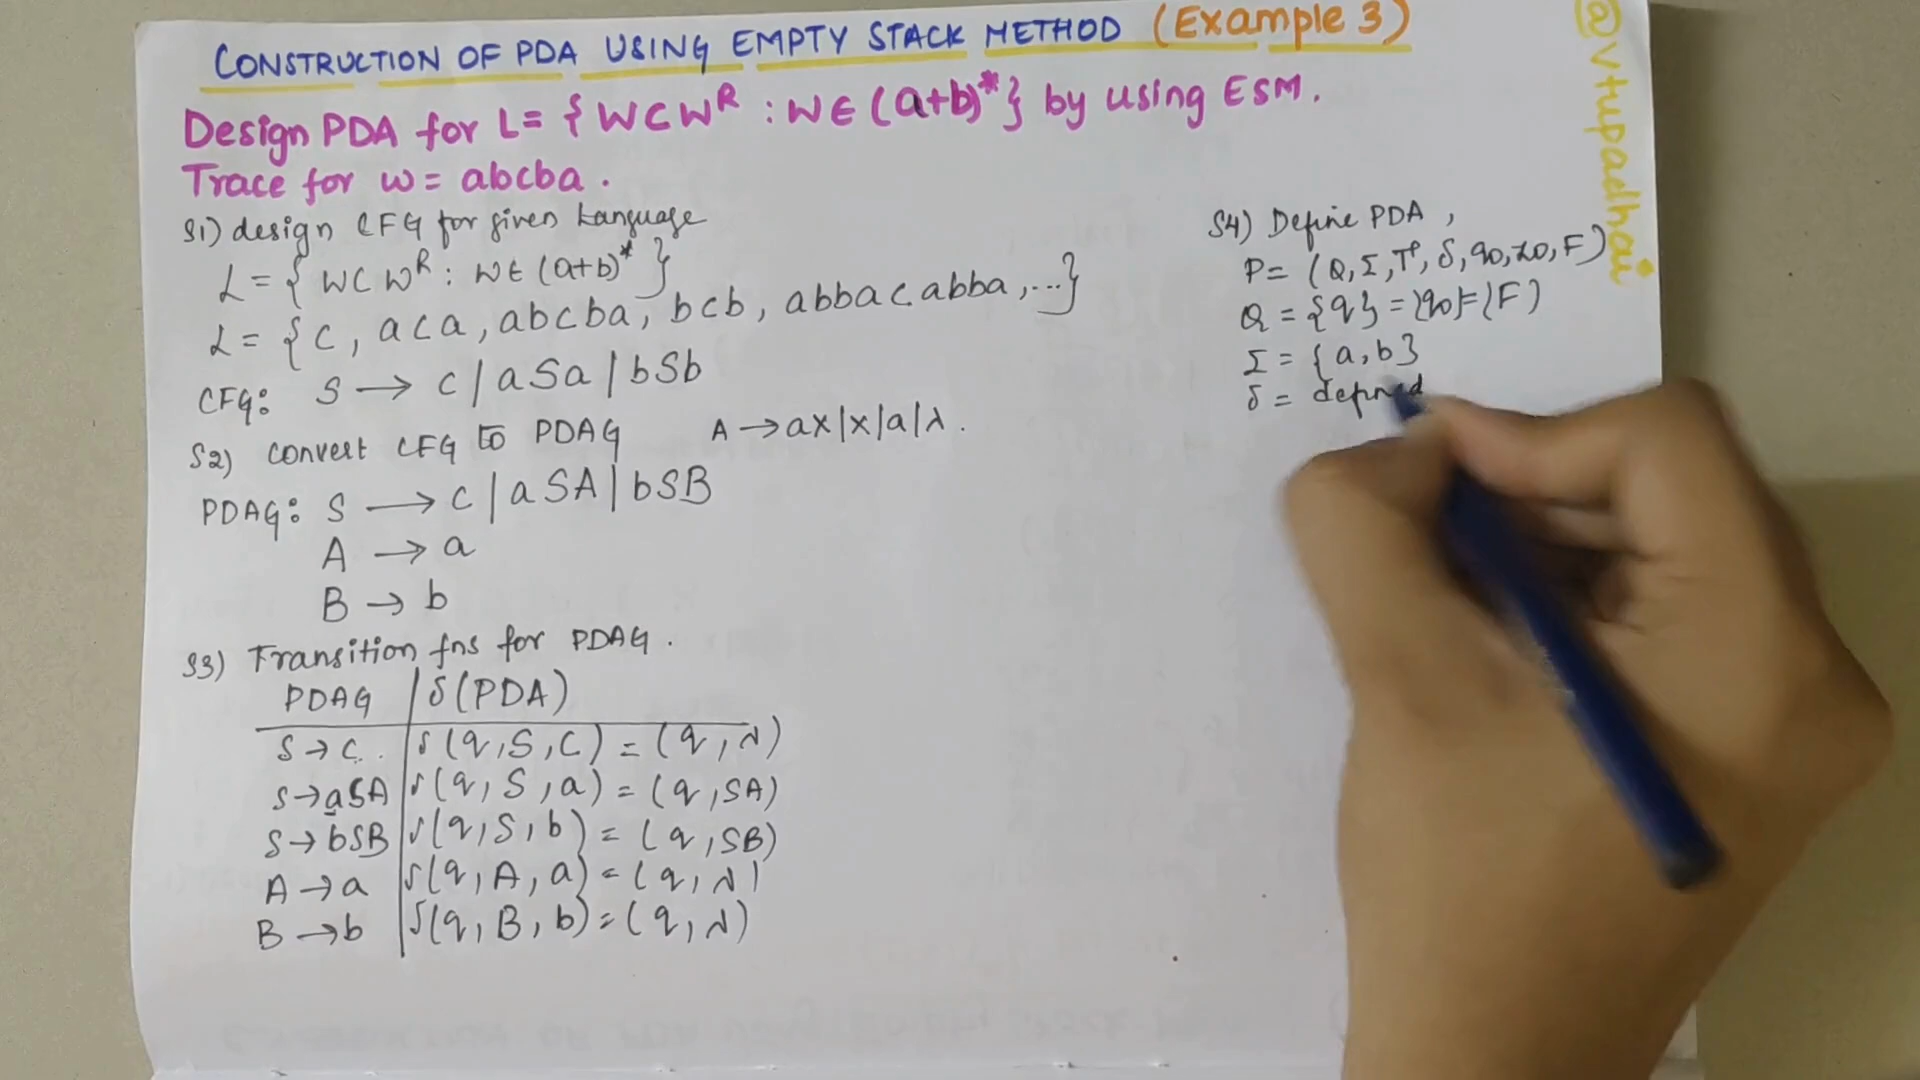 CONSTRUCTION OF PDA USING EMPTY STACK METHOD (Example 3)
Design PDA for L = { WCW^R : W ∈ (a+b)* } by using ESM.
Trace for w = abcba.
S1) design CFG for given Language
L = { WCW^R : W ∈ (a+b)* }
L = { C, aca, abcba, bcb, abbacabba, ...}
CFG: S → C | aSa | bSb
S2) Convert CFG to PDAG A → ax|x|a|λ.
PDAG: S → C | aSA | bSB
A → a
B → b
S3) Transition fns for PDAG.
PDAG | δ(PDA)
S → C. δ(q, S, C) = (q, λ)
S → aSA δ(q, S, a) = (q, SA)
S → bSB δ(q, S, b) = (q, SB)
A → a δ(q, A, a) = (q, λ)
B → b δ(q, B, b) = (q, λ)
S4) Define PDA,
P = (Q, Σ, Γ, δ, q0, z0, F)
Q = {q} = {q0} = {F}
Σ = {a, b}
δ = defined
@vtupadhai